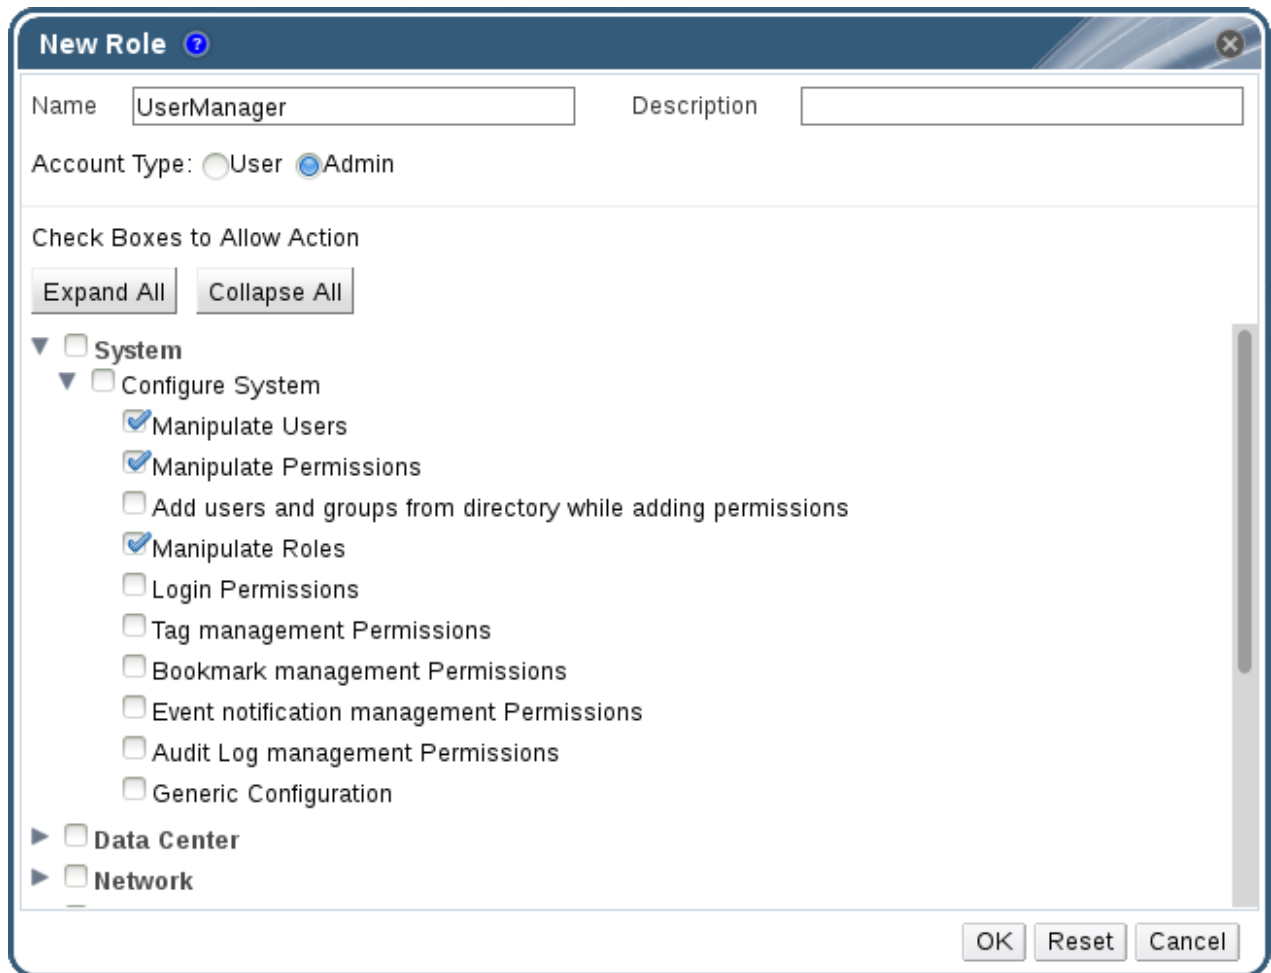 New Role ?
Name UserManager Description
Account Type: User Admin
Check Boxes to Allow Action
Expand All Collapse All
System
Configure System
Manipulate Users
Manipulate Permissions
Add users and groups from directory while adding permissions
Manipulate Roles
Login Permissions
Tag management Permissions
Bookmark management Permissions
Event notification management Permissions
Audit Log management Permissions
Generic Configuration
Data Center
Network
OK Reset Cancel